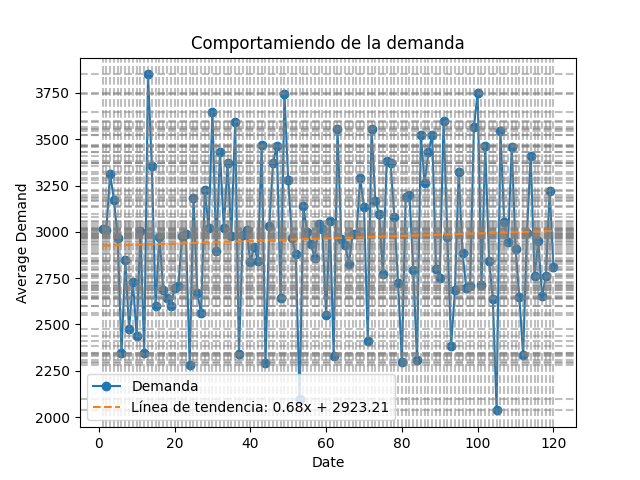 Comportamiendo de la demanda
Average Demand
3750
3500
3250
3000
2750
2500
2250
2000
Demanda
Línea de tendencia: 0.68x + 2923.21
0 20 40 60 80 100 120
Date